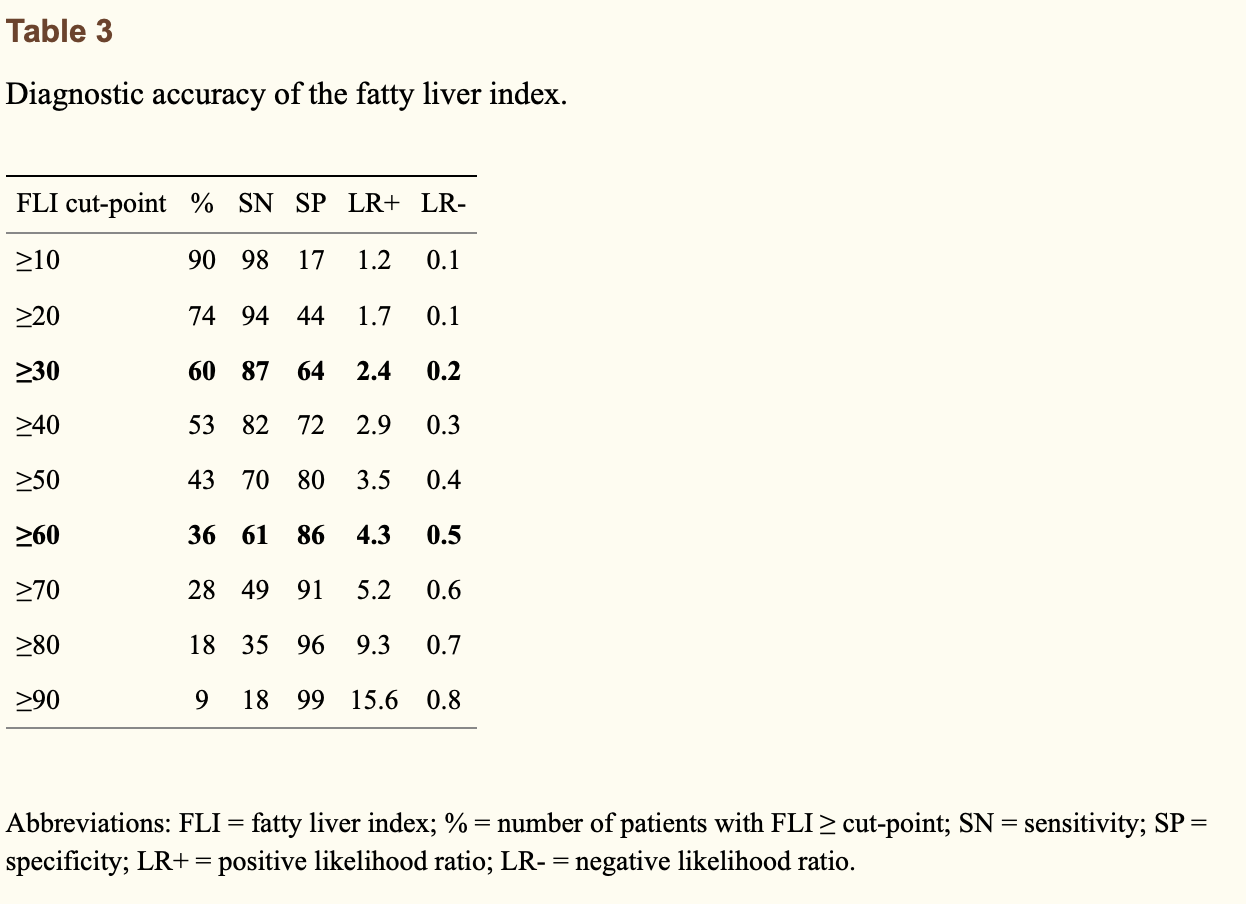 Table 3
Diagnostic accuracy of the fatty liver index.
FLI cut-point % SN SP LR+ LR-
≥10 90 98 17 1.2 0.1
≥20 74 94 44 1.7 0.1
≥30 60 87 64 2.4 0.2
≥40 53 82 72 2.9 0.3
≥50 43 70 80 3.5 0.4
≥60 36 61 86 4.3 0.5
≥70 28 49 91 5.2 0.6
≥80 18 35 96 9.3 0.7
≥90 9 18 99 15.6 0.8
Abbreviations: FLI = fatty liver index; % = number of patients with FLI ≥ cut-point; SN = sensitivity; SP =
specificity; LR+ = positive likelihood ratio; LR- = negative likelihood ratio.